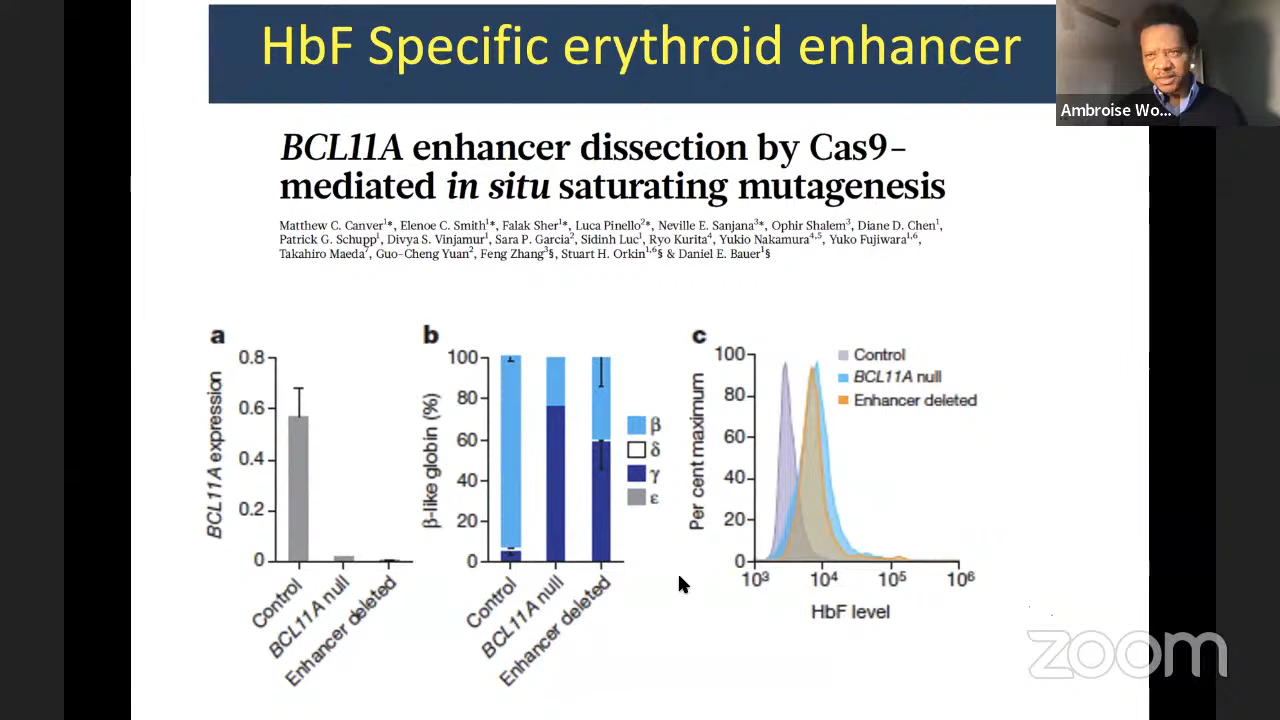 HbF Specific erythroid enhancer
Ambroise Wo...
BCL11A enhancer dissection by Cas9–
mediated in situ saturating mutagenesis
Matthew C. Canver1*, Elenoe C. Smith1*, Falak Sher1*, Luca Pinello2*, Neville E. Sanjana3*, Ophir Shalem3, Diane D. Chen1,
Patrick G. Schupp1, Divya S. Vinjamur1, Sara P. Garcia2, Sidinh Luc1, Ryo Kurita4, Yukio Nakamura4,5, Yuko Fujiwara1,6,
Takahiro Maeda7, Guo-Cheng Yuan2, Feng Zhang3§, Stuart H. Orkin1,6§ & Daniel E. Bauer1§
a
BCL11A expression
0.8
0.6
0.4
0.2
0
Control
BCL11A null
Enhancer deleted
b
β-like globin (%)
100
80
60
40
20
0
Control
BCL11A null
Enhancer deleted
β
δ
γ
ε
c
Per cent maximum
100
80
60
40
20
0
10³ 10⁴ 10⁵ 10⁶
HbF level
Control
BCL11A null
Enhancer deleted
zoom